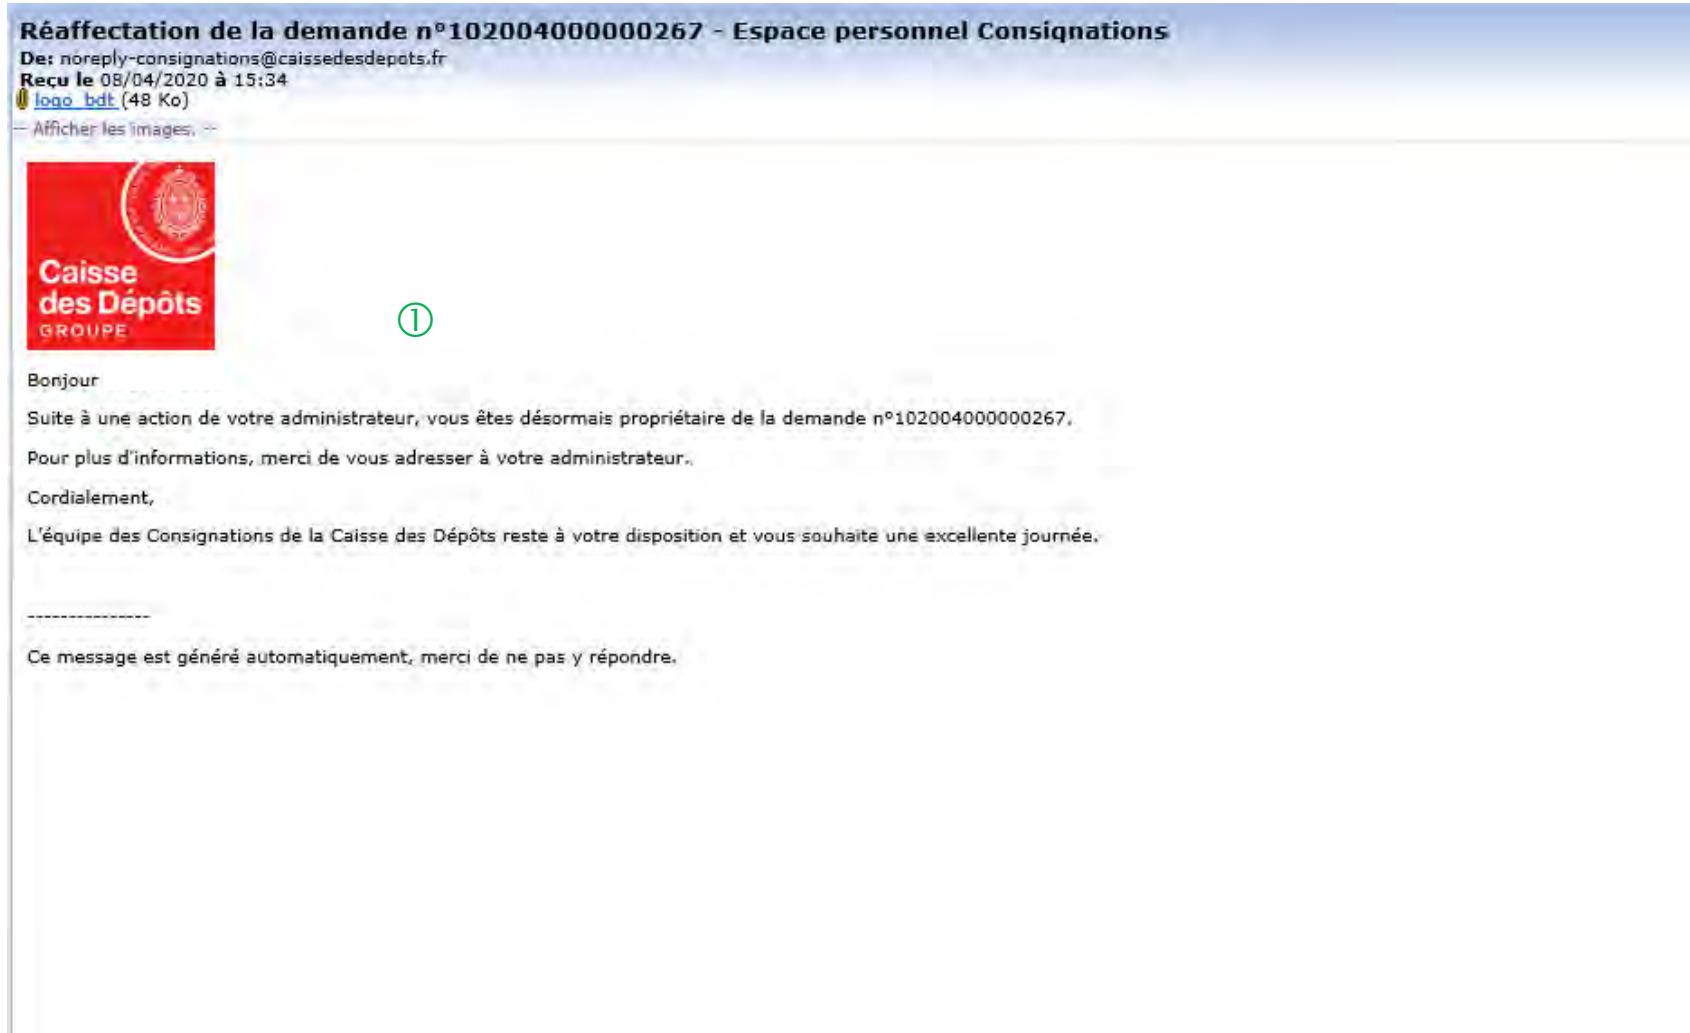 Réaffectation de la demande n°102004000000267 - Espace personnel Consignations
De: noreply-consignations@caissedesdepots.fr
Reçu le 08/04/2020 à 15:34
logo_bdt (48 Ko)
-- Afficher les images. --
Caisse
des Dépôts
GROUPE
①
Bonjour
Suite à une action de votre administrateur, vous êtes désormais propriétaire de la demande n°102004000000267.
Pour plus d'informations, merci de vous adresser à votre administrateur.
Cordialement,
L'équipe des Consignations de la Caisse des Dépôts reste à votre disposition et vous souhaite une excellente journée.
---------------
Ce message est généré automatiquement, merci de ne pas y répondre.